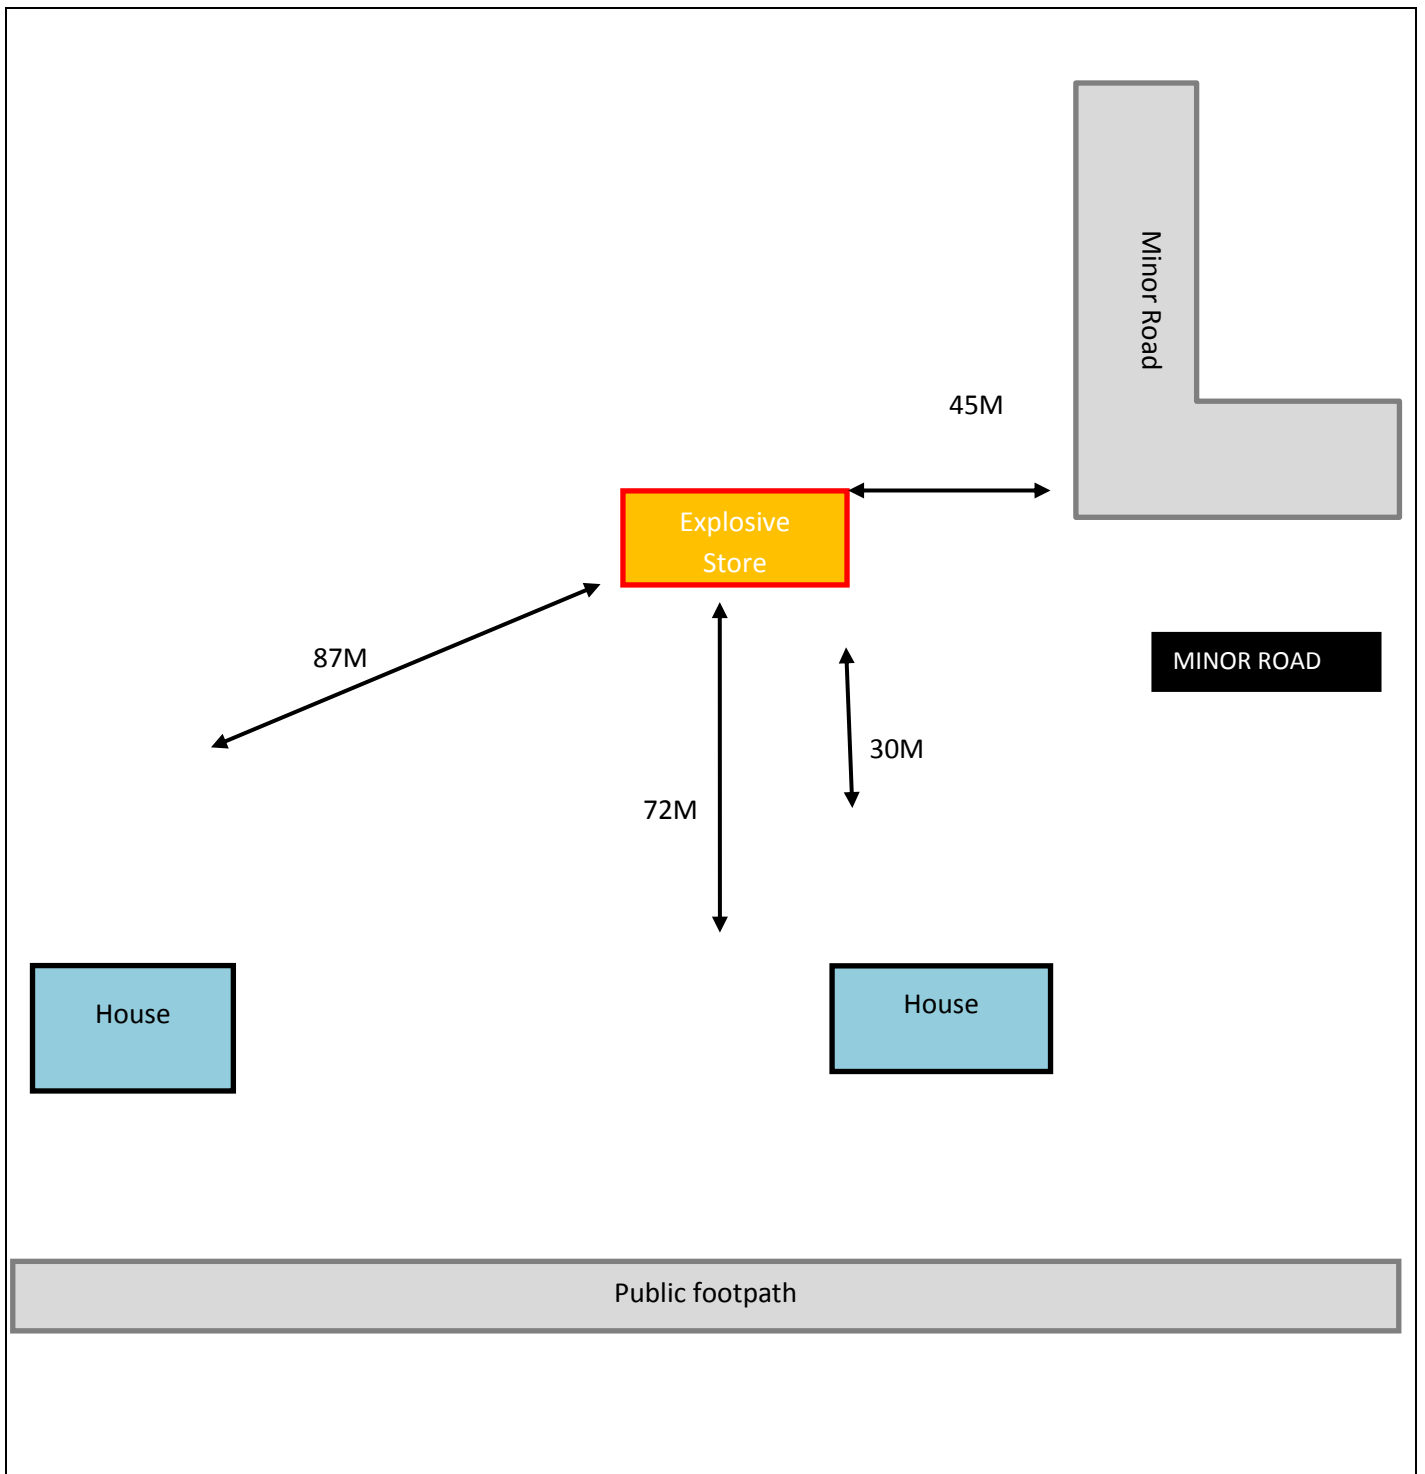 Minor Road
45M
Explosive
Store
87M
MINOR ROAD
30M
72M
House
House
Public footpath